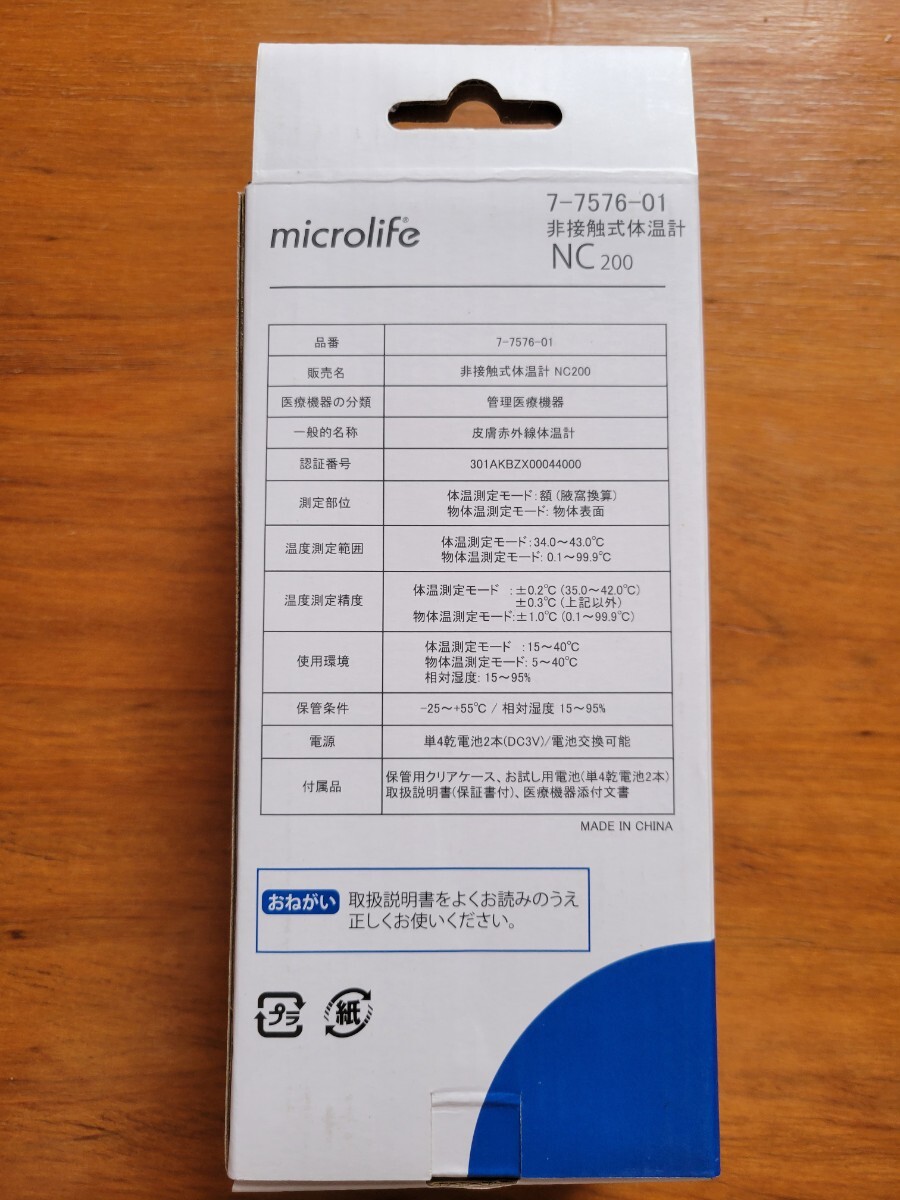 7-7576-01
非接触式体温計
microlife®
NC 200
品番 7-7576-01
販売名 非接触式体温計 NC200
医療機器の分類 管理医療機器
一般的名称 皮膚赤外線体温計
認証番号 301AKBZX00044000
測定部位 体温測定モード:額(腋窩換算)
物体温測定モード: 物体表面
温度測定範囲 体温測定モード:34.0～43.0℃
物体温測定モード: 0.1～99.9℃
温度測定精度 体温測定モード :±0.2℃(35.0～42.0℃)
±0.3℃(上記以外)
物体温測定モード:±1.0℃(0.1～99.9℃)
使用環境 体温測定モード :15～40℃
物体温測定モード: 5～40℃
相対湿度: 15～95%
保管条件 -25～+55℃ / 相対湿度 15～95%
電源 単4乾電池2本(DC3V)/電池交換可能
付属品 保管用クリアケース、お試し用電池(単4乾電池2本)
取扱説明書(保証書付)、医療機器添付文書
MADE IN CHINA
おねがい 取扱説明書をよくお読みのうえ
正しくお使いください。
プラ 紙